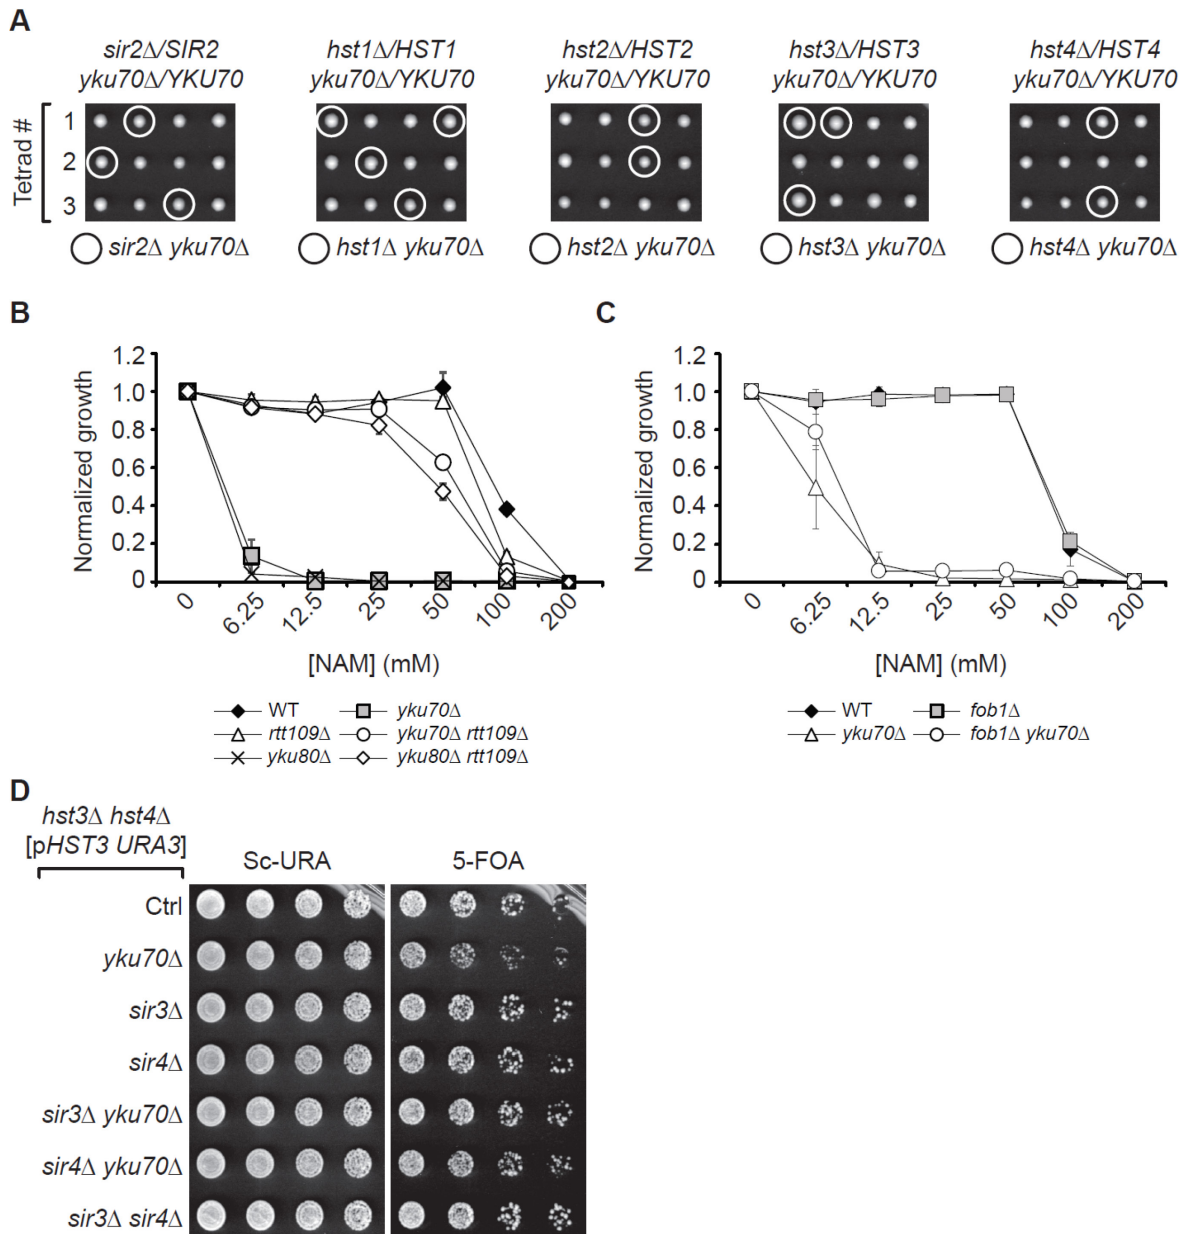 A
sir2Δ/SIR2 hst1Δ/HST1 hst2Δ/HST2 hst3Δ/HST3 hst4Δ/HST4
yku70Δ/YKU70 yku70Δ/YKU70 yku70Δ/YKU70 yku70Δ/YKU70 yku70Δ/YKU70
Tetrad #
1
2
3
sir2Δ yku70Δ hst1Δ yku70Δ hst2Δ yku70Δ hst3Δ yku70Δ hst4Δ yku70Δ
B
Normalized growth
1.2
1.0
0.8
0.6
0.4
0.2
0
0 6.25 12.5 25 50 100 200
[NAM] (mM)
WT yku70Δ
rtt109Δ yku70Δ rtt109Δ
yku80Δ yku80Δ rtt109Δ
C
Normalized growth
1.2
1.0
0.8
0.6
0.4
0.2
0
0 6.25 12.5 25 50 100 200
[NAM] (mM)
WT fob1Δ
yku70Δ fob1Δ yku70Δ
D
hst3Δ hst4Δ
[pHST3 URA3]
Sc-URA 5-FOA
Ctrl
yku70Δ
sir3Δ
sir4Δ
sir3Δ yku70Δ
sir4Δ yku70Δ
sir3Δ sir4Δ